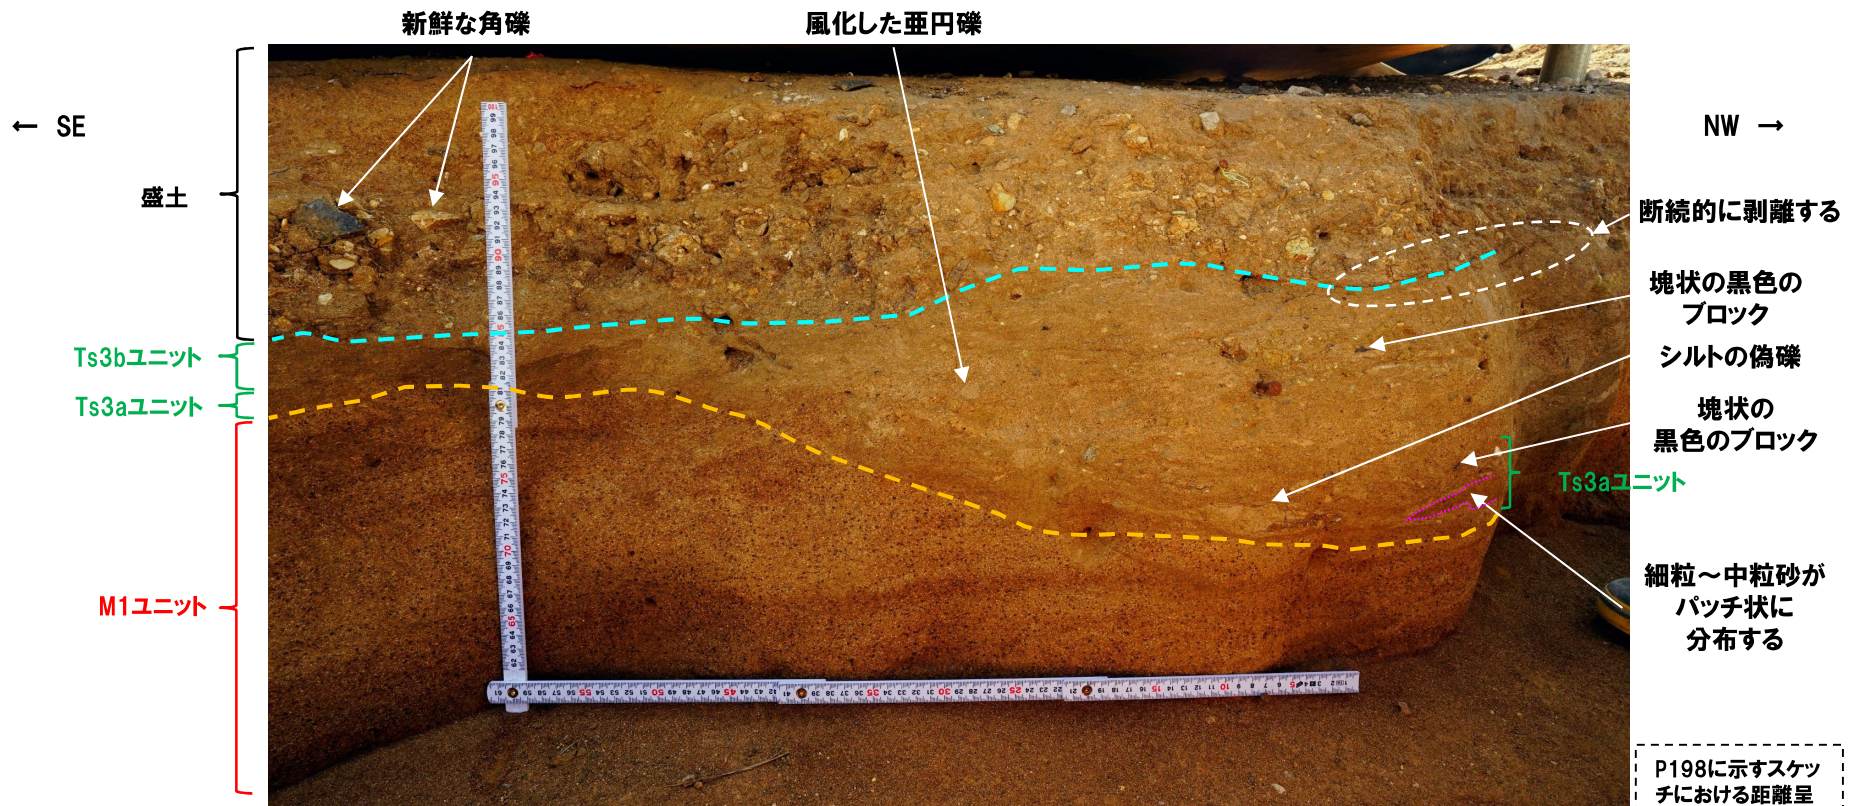 新鮮な角礫
風化した亜円礫
← SE
NW →
盛土
断続的に剥離する
塊状の黒色の
ブロック
Ts3bユニット
シルトの偽礫
Ts3aユニット
塊状の
黒色のブロック
Ts3aユニット
M1ユニット
細粒～中粒砂が
パッチ状に
分布する
P198に示すスケッ
チにおける距離呈